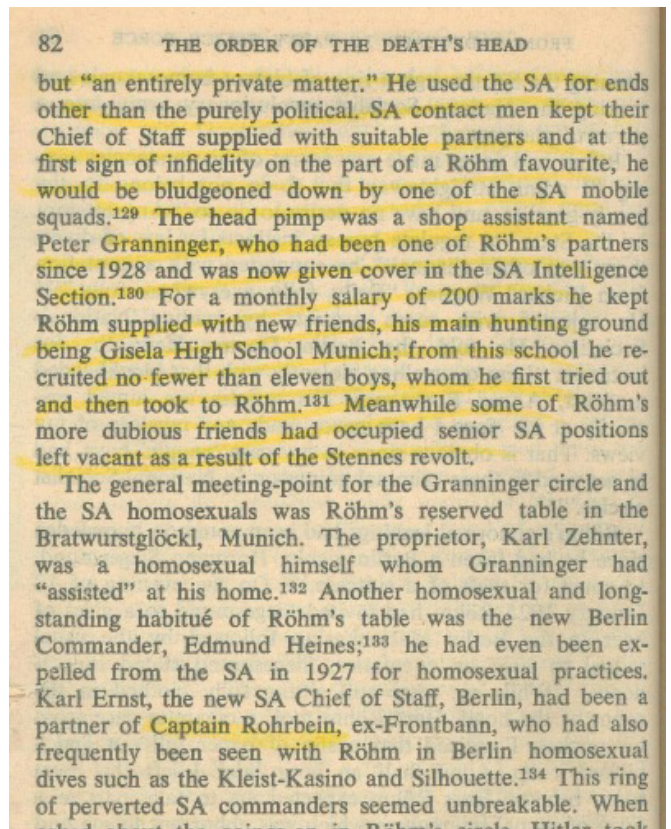 82 THE ORDER OF THE DEATH'S HEAD
but “an entirely private matter.” He used the SA for ends
other than the purely political. SA contact men kept their
Chief of Staff supplied with suitable partners and at the
first sign of infidelity on the part of a Röhm favourite, he
would be bludgeoned down by one of the SA mobile
squads.¹²⁹ The head pimp was a shop assistant named
Peter Granninger, who had been one of Röhm's partners
since 1928 and was now given cover in the SA Intelligence
Section.¹³⁰ For a monthly salary of 200 marks he kept
Röhm supplied with new friends, his main hunting ground
being Gisela High School Munich; from this school he re-
cruited no fewer than eleven boys, whom he first tried out
and then took to Röhm.¹³¹ Meanwhile some of Röhm's
more dubious friends had occupied senior SA positions
left vacant as a result of the Stennes revolt.
The general meeting-point for the Granninger circle and
the SA homosexuals was Röhm's reserved table in the
Bratwurstglöckl, Munich. The proprietor, Karl Zehnter,
was a homosexual himself whom Granninger had
“assisted” at his home.¹³² Another homosexual and long-
standing habitué of Röhm's table was the new Berlin
Commander, Edmund Heines;¹³³ he had even been ex-
pelled from the SA in 1927 for homosexual practices.
Karl Ernst, the new SA Chief of Staff, Berlin, had been a
partner of Captain Rohrbein, ex-Frontbann, who had also
frequently been seen with Röhm in Berlin homosexual
dives such as the Kleist-Kasino and Silhouette.¹³⁴ This ring
of perverted SA commanders seemed unbreakable. When